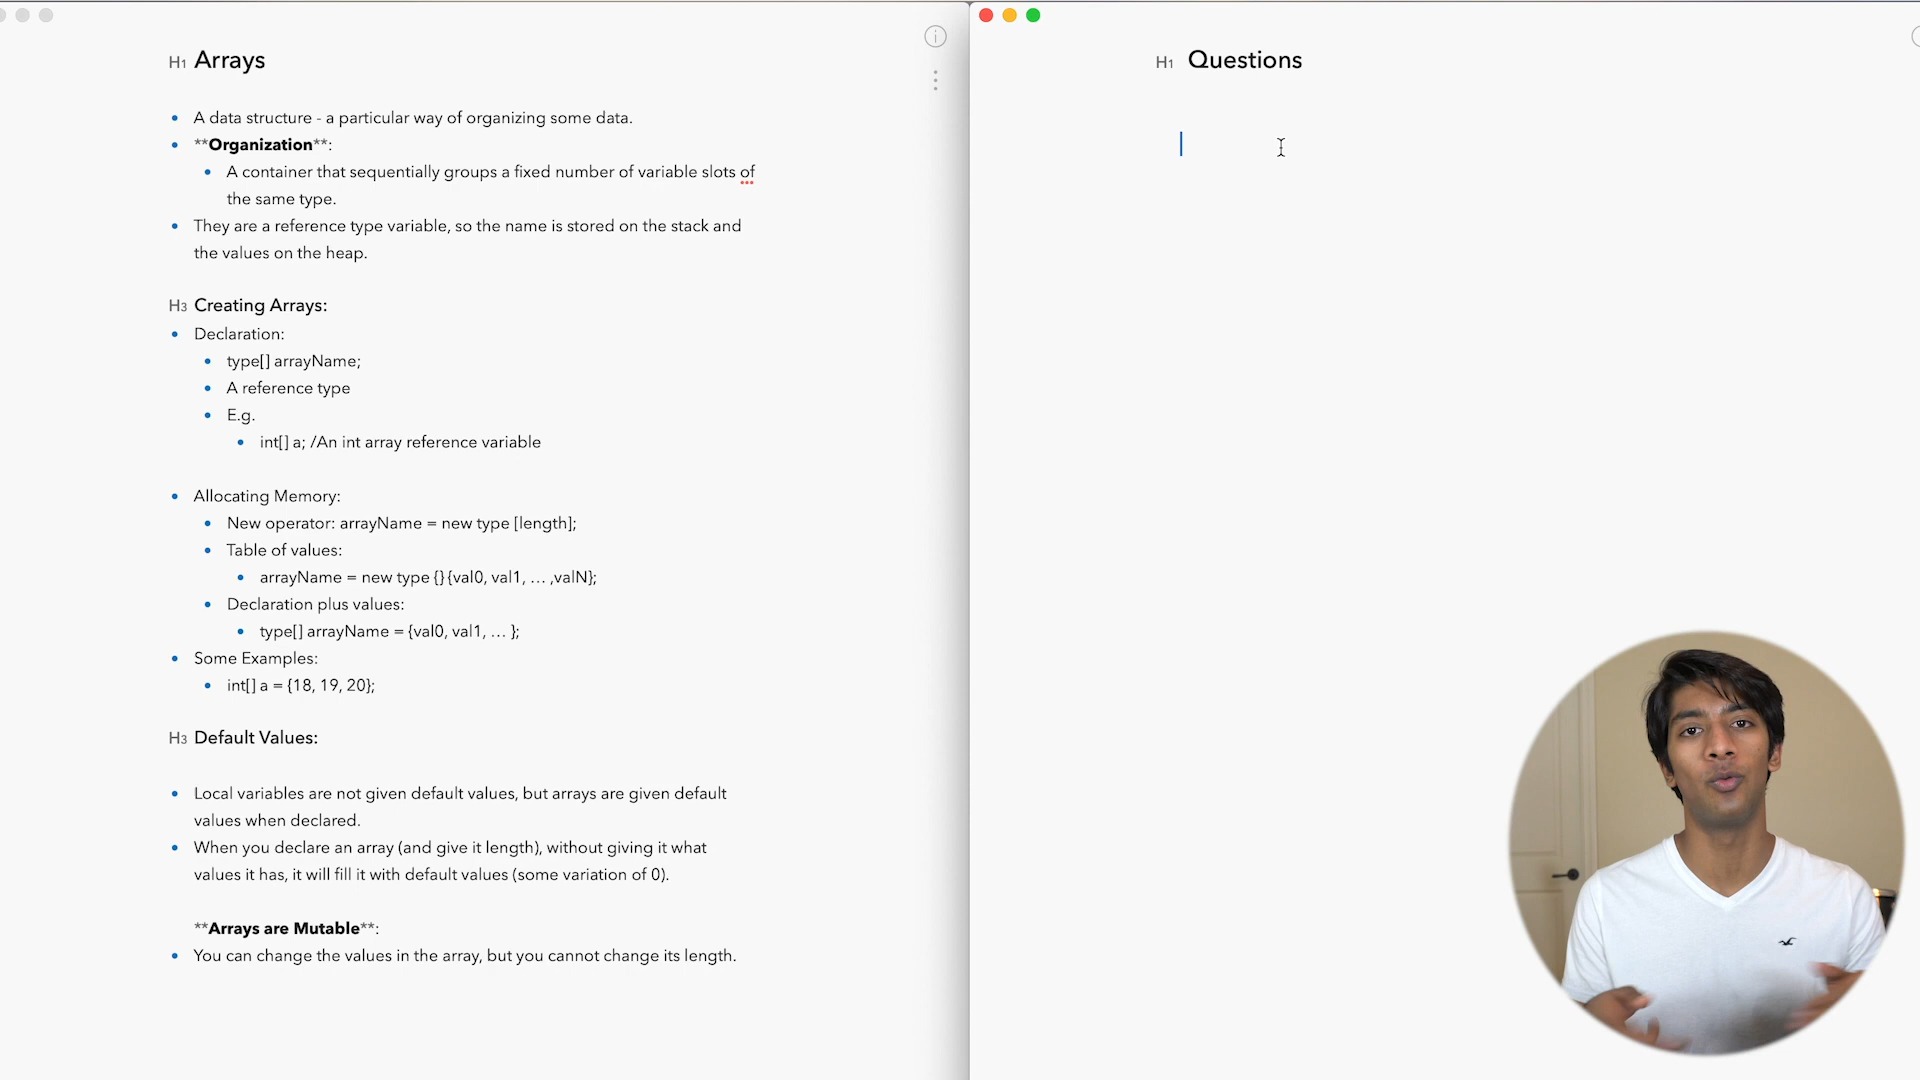 H1 Arrays
A data structure - a particular way of organizing some data.
**Organization**:
A container that sequentially groups a fixed number of variable slots of
the same type.
They are a reference type variable, so the name is stored on the stack and
the values on the heap.
H3 Creating Arrays:
Declaration:
type[] arrayName;
A reference type
E.g.
int[] a; /An int array reference variable
Allocating Memory:
New operator: arrayName = new type [length];
Table of values:
arrayName = new type {}{val0, val1, … ,valN};
Declaration plus values:
type[] arrayName = {val0, val1, … };
Some Examples:
int[] a = {18, 19, 20};
H3 Default Values:
Local variables are not given default values, but arrays are given default
values when declared.
When you declare an array (and give it length), without giving it what
values it has, it will fill it with default values (some variation of 0).
**Arrays are Mutable**:
You can change the values in the array, but you cannot change its length.
H1 Questions